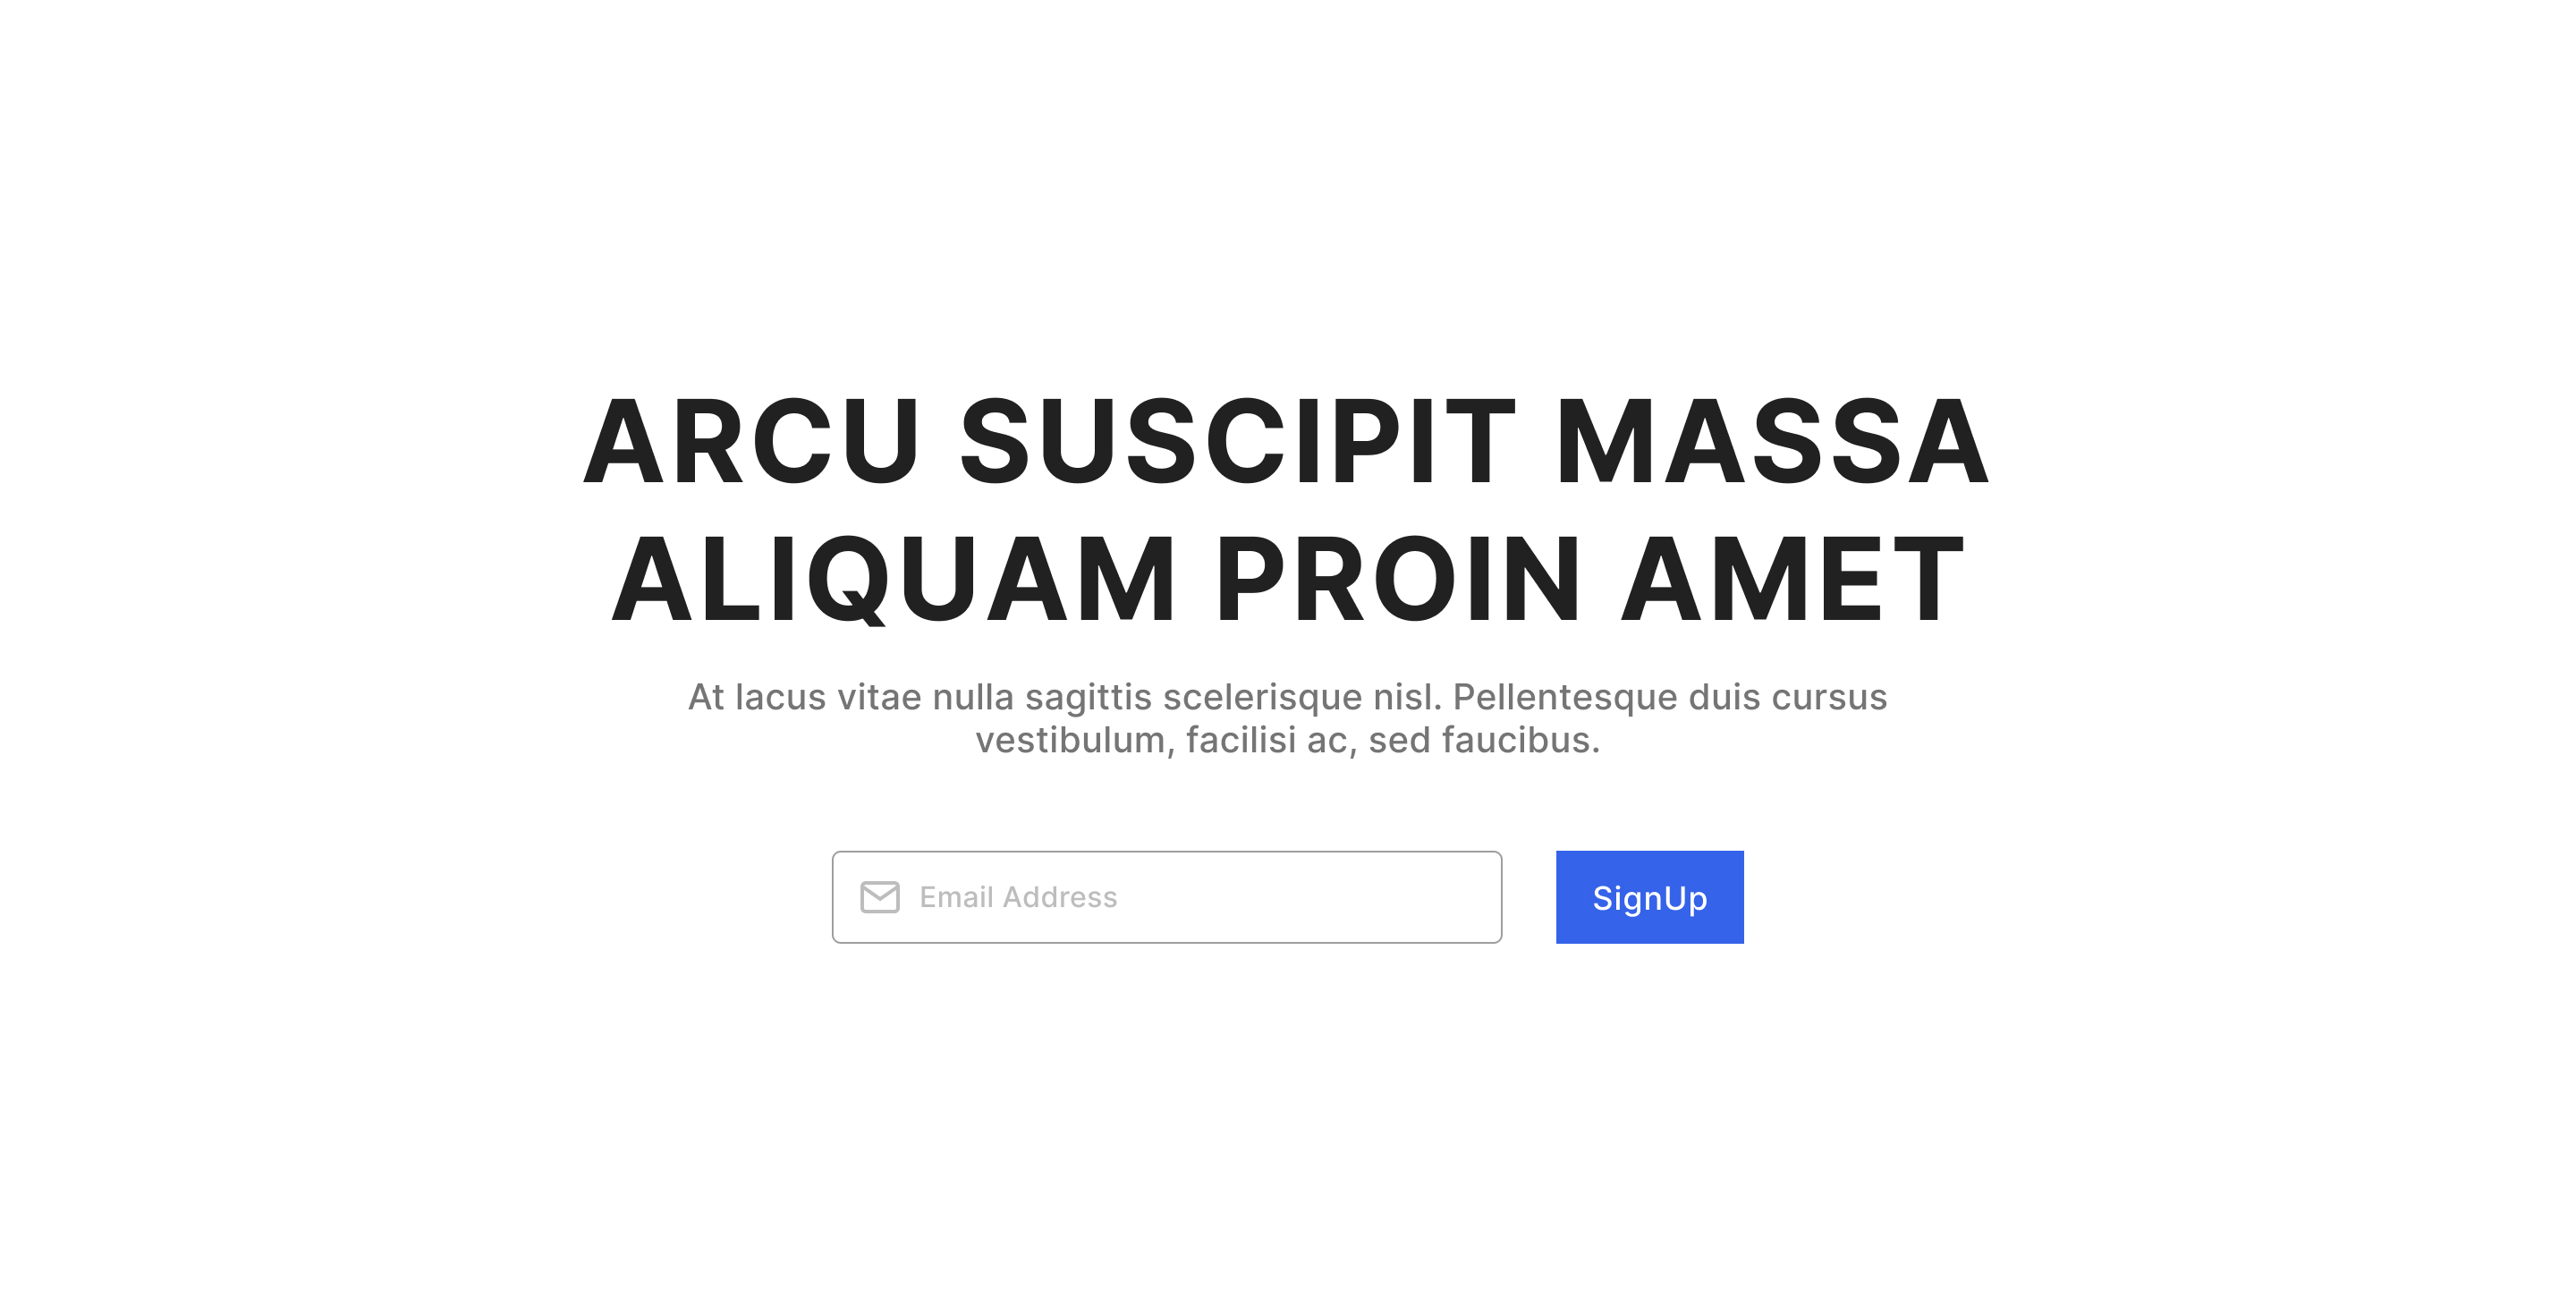 ARCU SUSCIPIT MASSA
ALIQUAM PROIN AMET
At lacus vitae nulla sagittis scelerisque nisl. Pellentesque duis cursus
vestibulum, facilisi ac, sed faucibus.
Email Address
SignUp